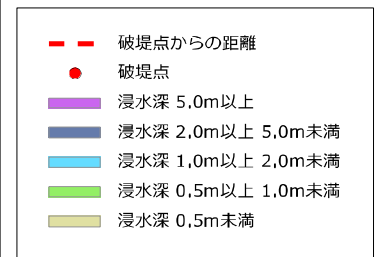 破堤点からの距離
破堤点
浸水深 5.0m以上
浸水深 2.0m以上 5.0m未満
浸水深 1.0m以上 2.0m未満
浸水深 0.5m以上 1.0m未満
浸水深 0.5m未満